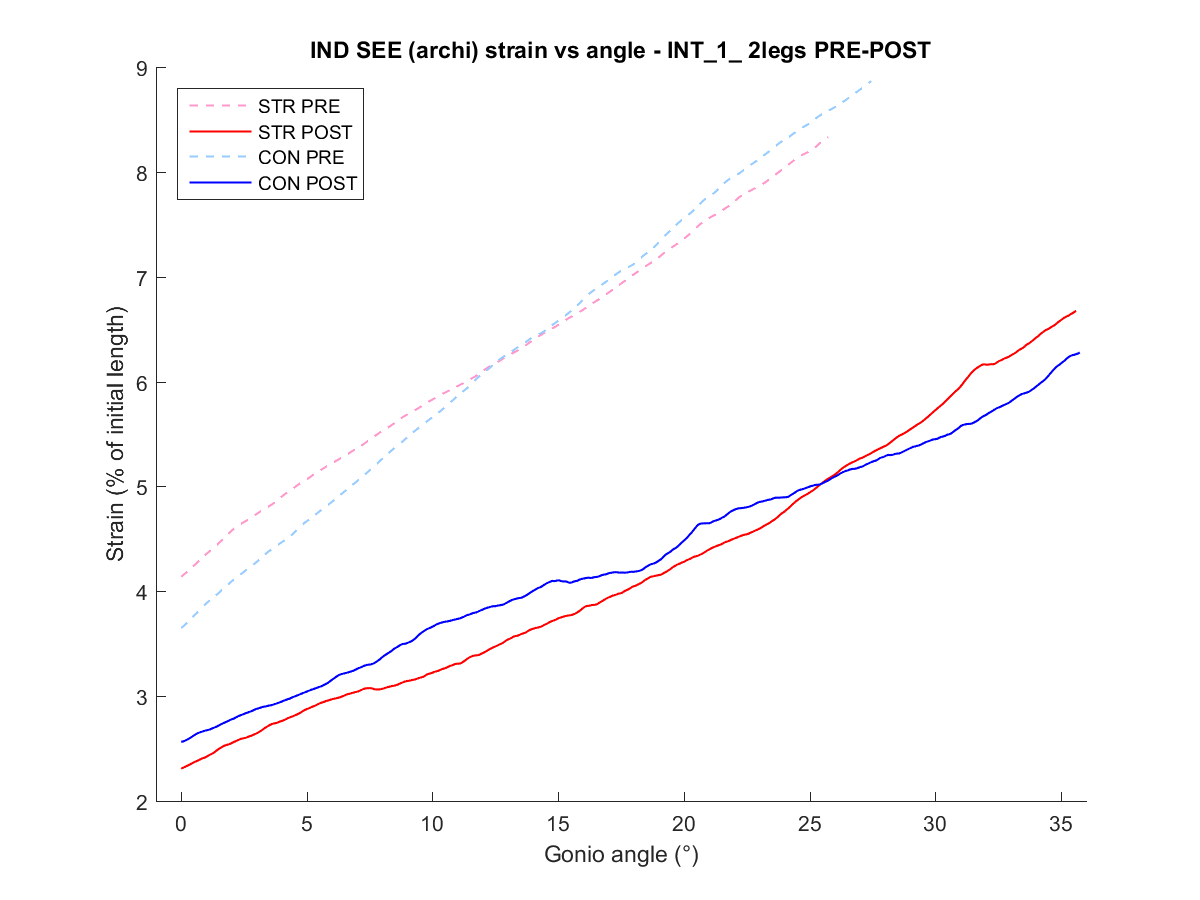 IND SEE (archi) strain vs angle - INT_1_ 2legs PRE-POST
STR PRE
STR POST
CON PRE
CON POST
Strain (% of initial length)
9
8
7
6
5
4
3
2
0 5 10 15 20 25 30 35
Gonio angle (°)